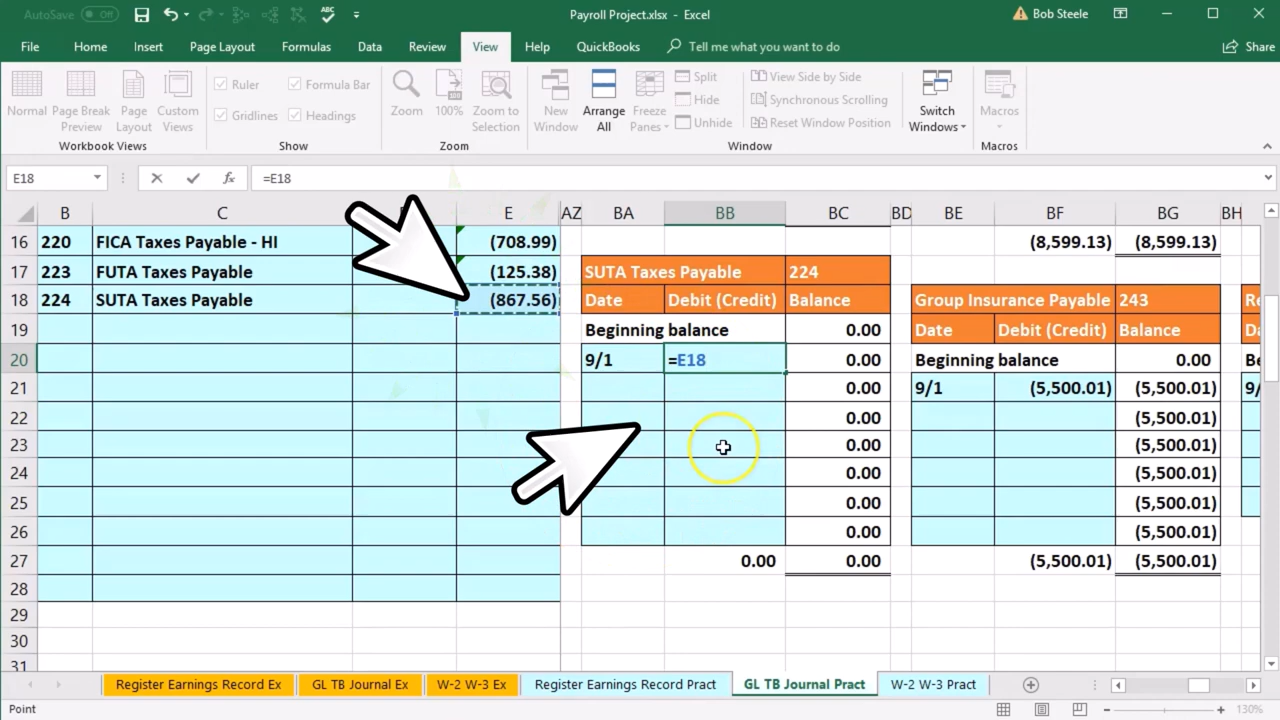 AutoSave Off Payroll Project.xlsx - Excel Bob Steele
File Home Insert Page Layout Formulas Data Review View Help QuickBooks Tell me what you want to do Share
Normal Page Break Preview Page Layout Custom Views
Ruler Formula Bar
Gridlines Headings
Zoom 100% Zoom to Selection
New Window Arrange All Freeze Panes
Split
Hide
Unhide
View Side by Side
Synchronous Scrolling
Reset Window Position
Switch Windows
Macros
Workbook Views Show Zoom Window Macros
E18 fx =E18
B C E AZ BA BB BC BD BE BF BG BH
16 220 FICA Taxes Payable - HI (708.99) (8,599.13) (8,599.13)
17 223 FUTA Taxes Payable (125.38) SUTA Taxes Payable 224
18 224 SUTA Taxes Payable (867.56) Date Debit (Credit) Balance Group Insurance Payable 243 Re
19 Beginning balance 0.00 Date Debit (Credit) Balance Da
20 9/1 =E18 0.00 Beginning balance 0.00 Be
21 0.00 9/1 (5,500.01) (5,500.01) 9/
22 0.00 (5,500.01)
23 0.00 (5,500.01)
24 0.00 (5,500.01)
25 0.00 (5,500.01)
26 0.00 (5,500.01)
27 0.00 0.00 (5,500.01) (5,500.01)
28
29
30
31
Register Earnings Record Ex GL TB Journal Ex W-2 W-3 Ex Register Earnings Record Pract GL TB Journal Pract W-2 W-3 Pract
Point 130%